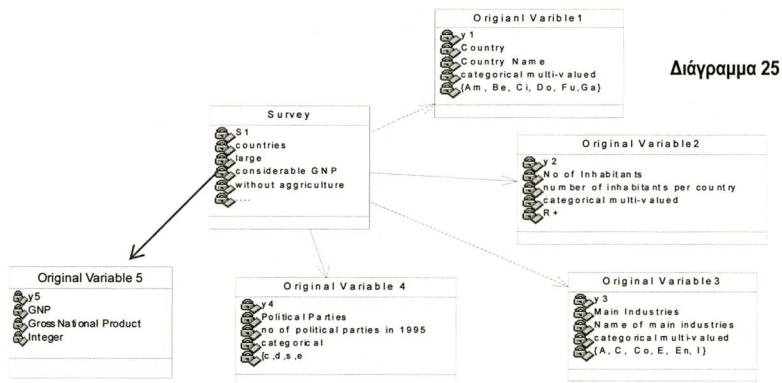 Origianl Varible1
y1
Country
Country Name
categorical multi-valued
{Am, Be, Ci, Do, Fu,Ga}
Διάγραμμα 25
Survey
S1
countries
large
considerable GNP
without aggriculture
....
Original Variable2
y2
No of Inhabitants
number of inhabitants per country
categorical multi-valued
R+
Original Variable 5
y5
GNP
Gross National Product
Integer
Original Variable 4
y4
Political Parties
no of political parties in 1995
categorical
{c,d,s,e
Original Variable3
y3
Main Industries
Name of main industries
categorical multi-valued
{A, C, Co, E, En, I}